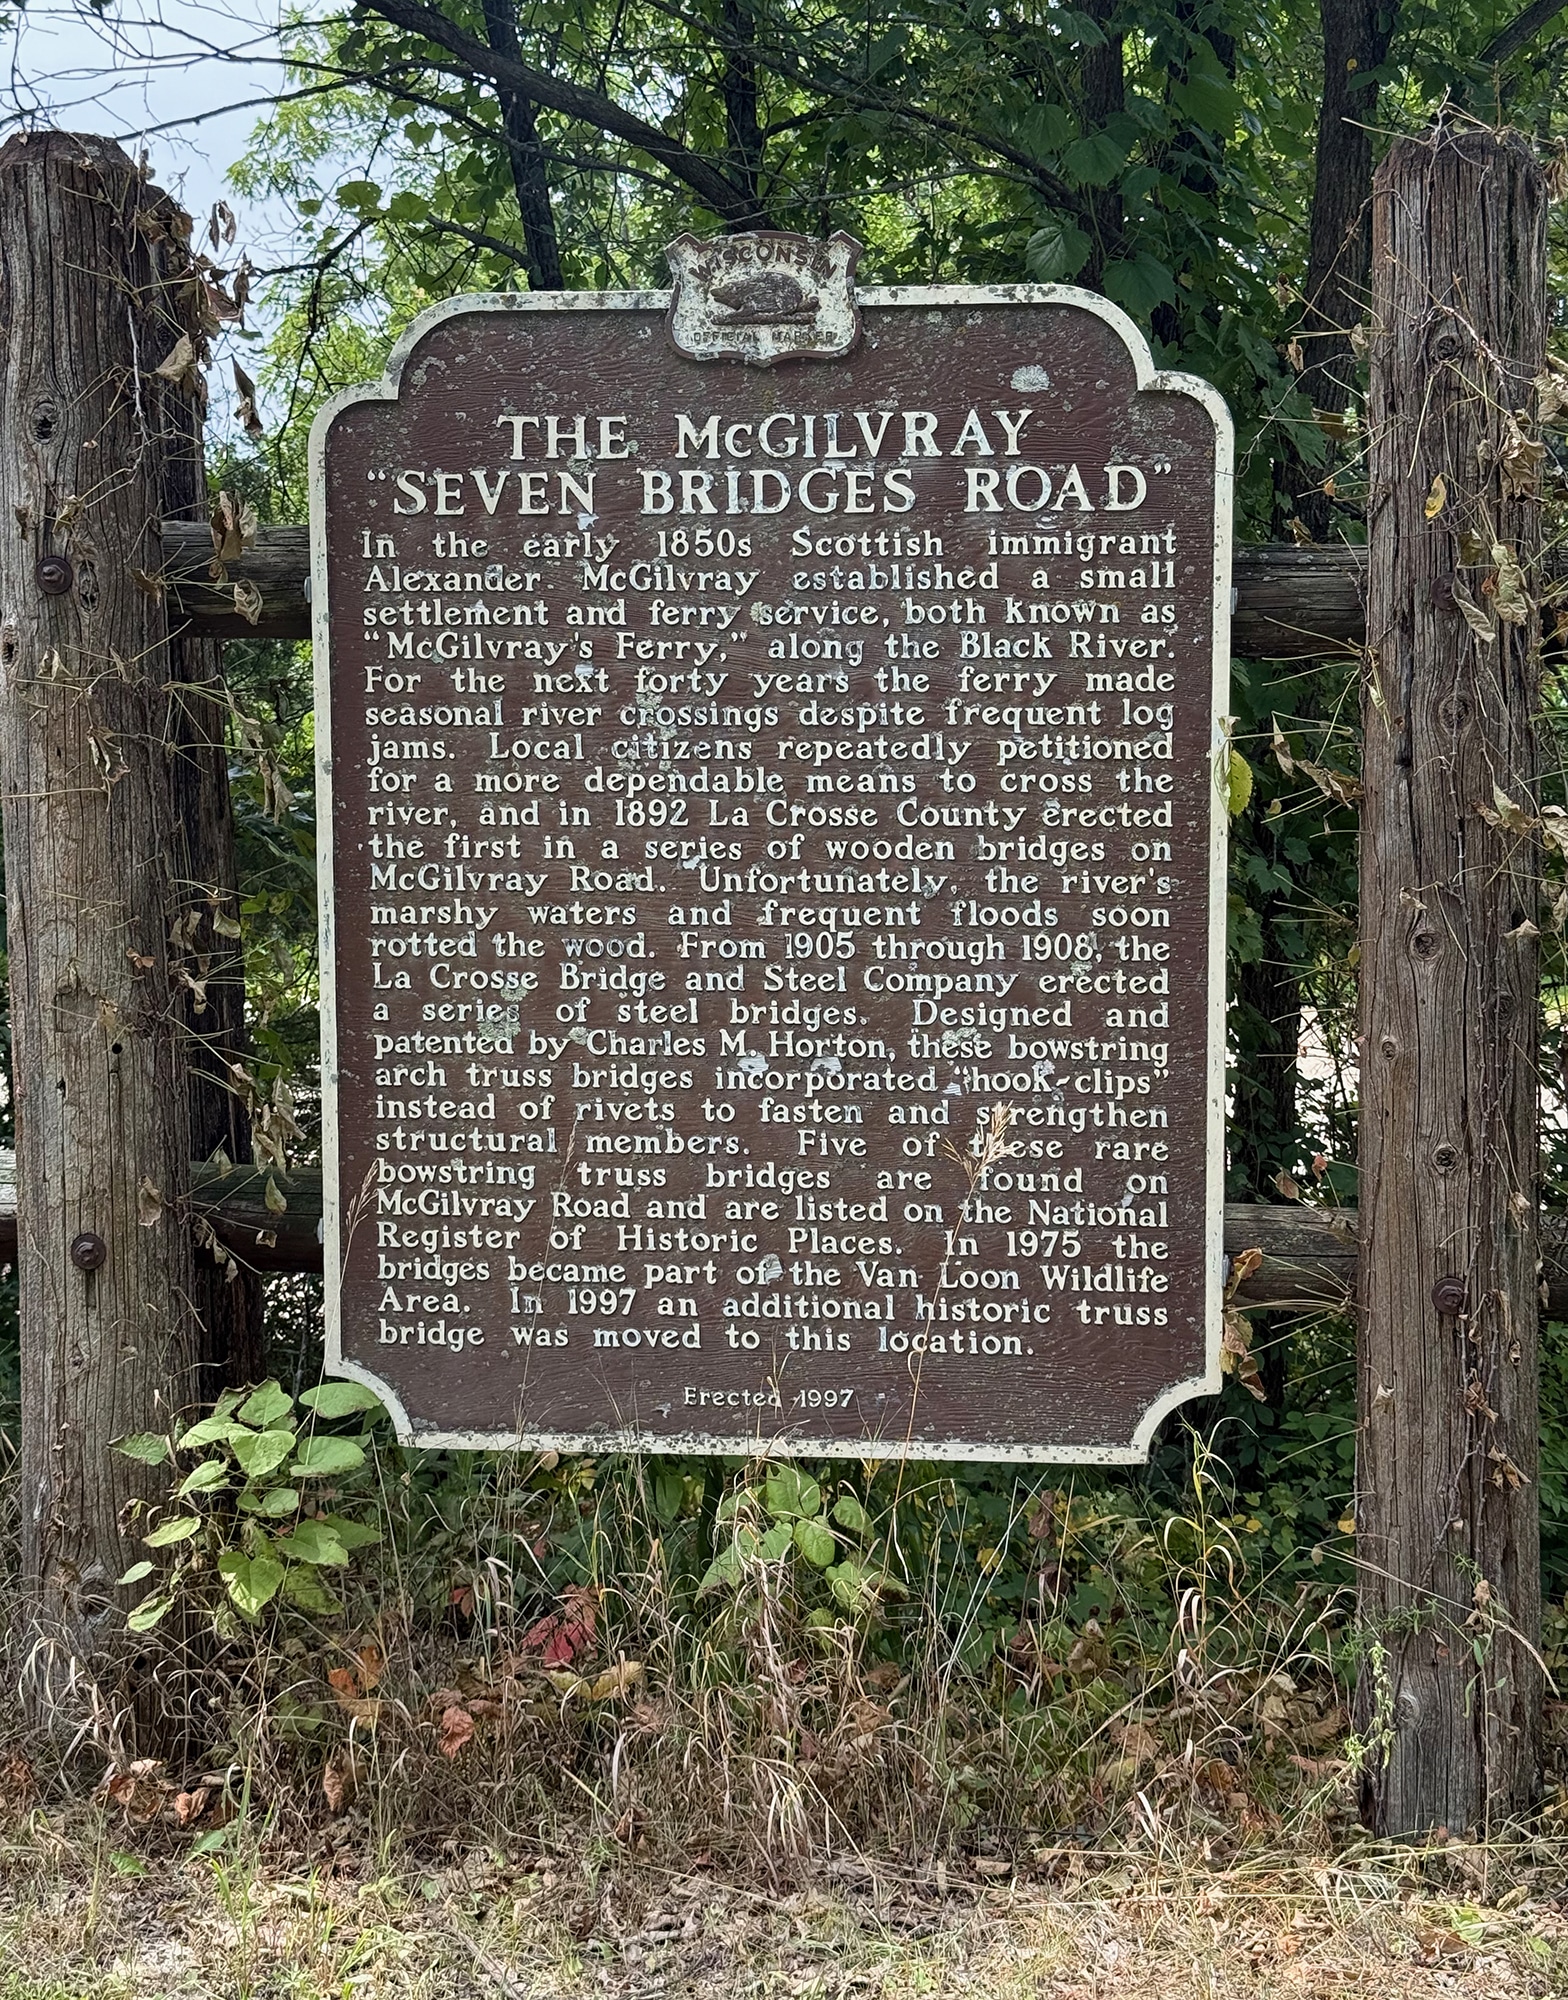 WISCONSIN
OFFICIAL MARKER
THE McGILVRAY
“SEVEN BRIDGES ROAD”
In the early 1850s Scottish immigrant
Alexander McGilvray established a small
settlement and ferry service, both known as
“McGilvray's Ferry,” along the Black River.
For the next forty years the ferry made
seasonal river crossings despite frequent log
jams. Local citizens repeatedly petitioned
for a more dependable means to cross the
river, and in 1892 La Crosse County erected
the first in a series of wooden bridges on
McGilvray Road. Unfortunately, the river's
marshy waters and frequent floods soon
rotted the wood. From 1905 through 1908, the
La Crosse Bridge and Steel Company erected
a series of steel bridges. Designed and
patented by Charles M. Horton, these bowstring
arch truss bridges incorporated “hook-clips”
instead of rivets to fasten and strengthen
structural members. Five of these rare
bowstring truss bridges are found on
McGilvray Road and are listed on the National
Register of Historic Places. In 1975 the
bridges became part of the Van Loon Wildlife
Area. In 1997 an additional historic truss
bridge was moved to this location.
Erected 1997